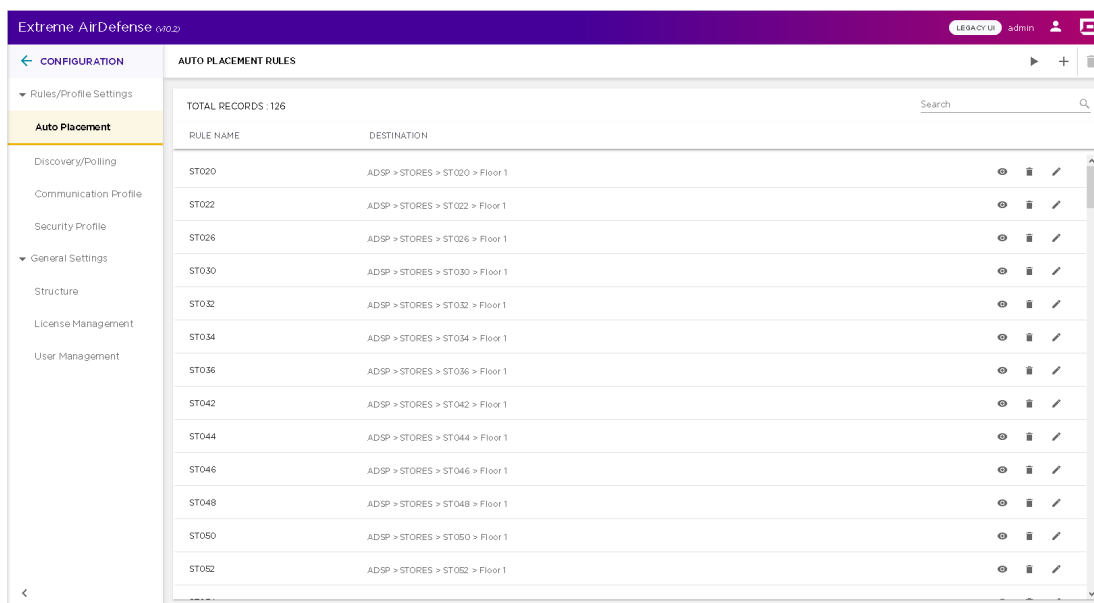 Extreme AirDefense (v10.2)
LEGACY UI admin
CONFIGURATION
AUTO PLACEMENT RULES
Rules/Profile Settings
Auto Placement
Discovery/Polling
Communication Profile
Security Profile
General Settings
Structure
License Management
User Management
TOTAL RECORDS : 126
Search
RULE NAME DESTINATION
ST020 ADSP > STORES > ST020 > Floor 1
ST022 ADSP > STORES > ST022 > Floor 1
ST026 ADSP > STORES > ST026 > Floor 1
ST030 ADSP > STORES > ST030 > Floor 1
ST032 ADSP > STORES > ST032 > Floor 1
ST034 ADSP > STORES > ST034 > Floor 1
ST036 ADSP > STORES > ST036 > Floor 1
ST042 ADSP > STORES > ST042 > Floor 1
ST044 ADSP > STORES > ST044 > Floor 1
ST046 ADSP > STORES > ST046 > Floor 1
ST048 ADSP > STORES > ST048 > Floor 1
ST050 ADSP > STORES > ST050 > Floor 1
ST052 ADSP > STORES > ST052 > Floor 1